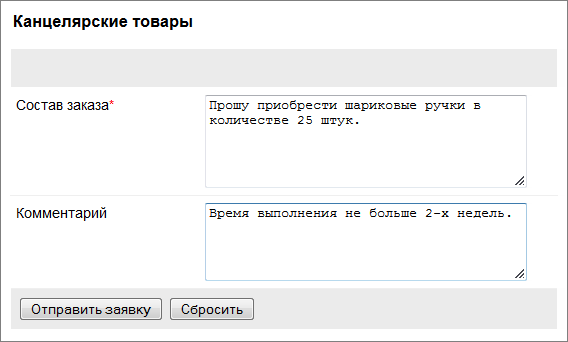 Канцелярские товары
Состав заказа*
Прошу приобрести шариковые ручки в
количестве 25 штук.
Комментарий
Время выполнения не больше 2-х недель.
Отправить заявку
Сбросить